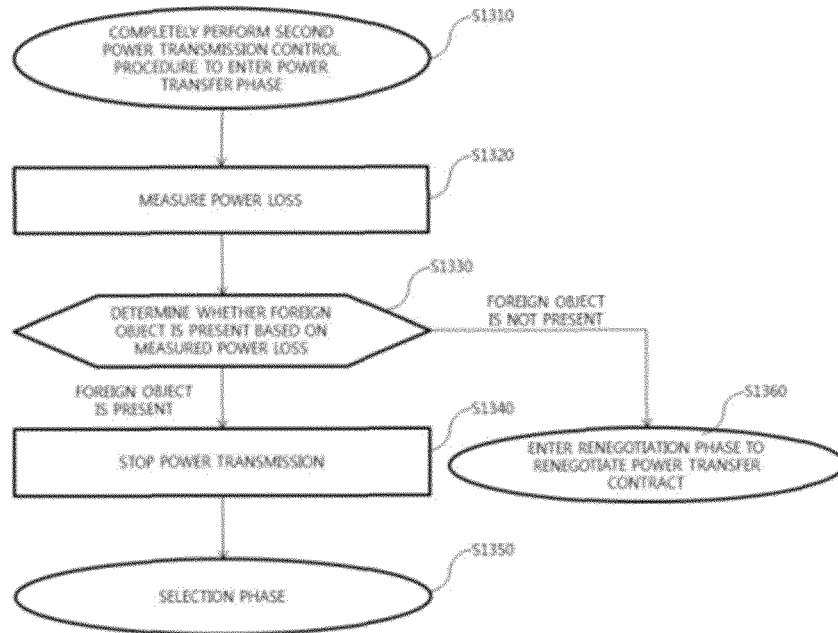 COMPLETELY PERFORM SECOND
POWER TRANSMISSION CONTROL
PROCEDURE TO ENTER POWER
TRANSFER PHASE
S1310
MEASURE POWER LOSS
S1320
DETERMINE WHETHER FOREIGN
OBJECT IS PRESENT BASED ON
MEASURED POWER LOSS
S1330
FOREIGN OBJECT
IS NOT PRESENT
FOREIGN OBJECT
IS PRESENT
STOP POWER TRANSMISSION
S1340
ENTER RENEGOTIATION PHASE TO
RENEGOTIATE POWER TRANSFER
CONTRACT
S1360
SELECTION PHASE
S1350